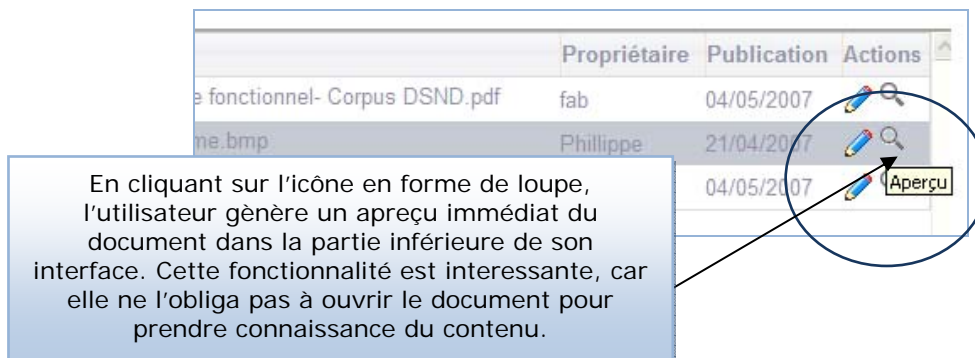 Propriétaire Publication Actions
e fonctionnel- Corpus DSND.pdf fab 04/05/2007
me.bmp Phillippe 21/04/2007
04/05/2007
Aperçu
En cliquant sur l'icône en forme de loupe,
l'utilisateur gènère un apreçu immédiat du
document dans la partie inférieure de son
interface. Cette fonctionnalité est interessante, car
elle ne l'obliga pas à ouvrir le document pour
prendre connaissance du contenu.